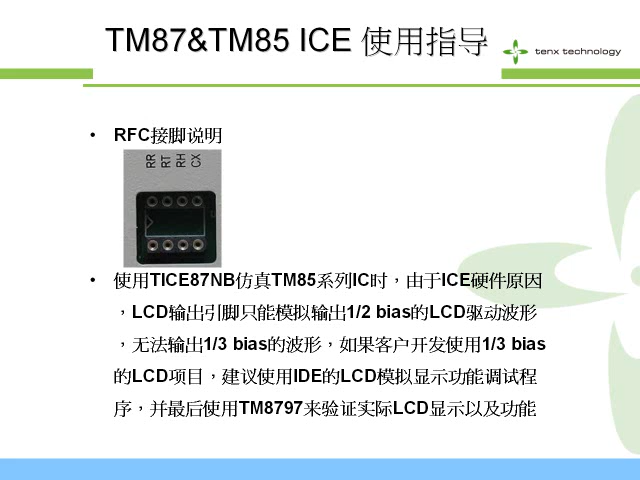 TM87&TM85 ICE 使用指导
tenx technology
• RFC接脚说明
RR RT RH CX
• 使用TICE87NB仿真TM85系列IC时，由于ICE硬件原因
，LCD输出引脚只能模拟输出1/2 bias的LCD驱动波形
，无法输出1/3 bias的波形，如果客户开发使用1/3 bias
的LCD项目，建议使用IDE的LCD模拟显示功能调试程
序，并最后使用TM8797来验证实际LCD显示以及功能